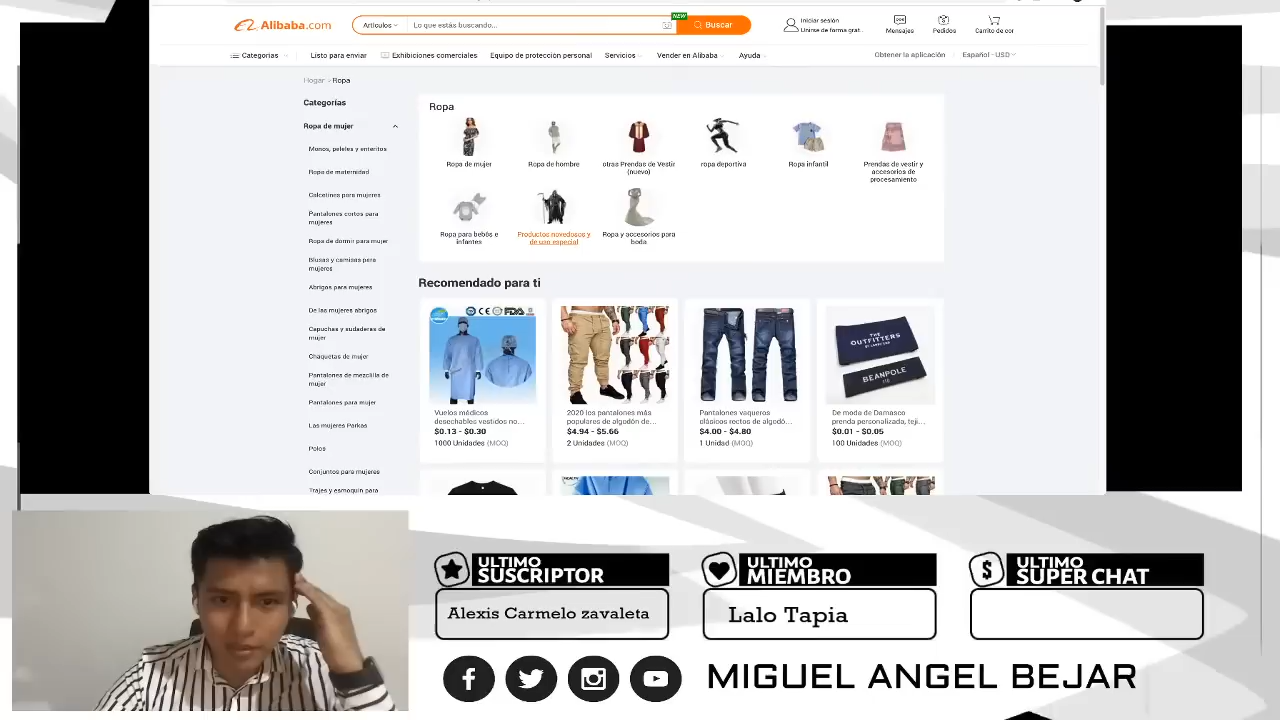 Alibaba.com
Artículos
Lo que estás buscando...
NEW
Buscar
Iniciar sesión
Unirse de forma grat...
Mensajes
Pedidos
Carrito de cor
Categorías
Listo para enviar
Exhibiciones comerciales
Equipo de protección personal
Servicios
Vender en Alibaba
Ayuda
Obtener la aplicación
Español - USD
Hogar > Ropa
Categorías
Ropa de mujer
Monos, peleles y enteritos
Ropa de maternidad
Calcetines para mujeres
Pantalones cortos para
mujeres
Ropa de dormir para mujer
Blusas y camisas para
mujeres
Abrigos para mujeres
De las mujeres abrigos
Capuchas y sudaderas de
mujer
Chaquetas de mujer
Pantalones de mezclilla de
mujer
Pantalones para mujer
Las mujeres Parkas
Polos
Conjuntos para mujeres
Trajes y esmoquin para
Ropa
Ropa de mujer
Ropa de hombre
otras Prendas de Vestir
(nuevo)
ropa deportiva
Ropa infantil
Prendas de vestir y
accesorios de
procesamiento
Ropa para bebés e
infantes
Productos novedosos y
de uso especial
Ropa y accesorios para
boda
Recomendado para ti
CE
FDA
Vuelos médicos
desechables vestidos no...
$0.13 - $0.30
1000 Unidades (MOQ)
2020 los pantalones más
populares de algodón de...
$4.94 - $5.66
2 Unidades (MOQ)
Pantalones vaqueros
clásicos rectos de algodó...
$4.00 - $4.80
1 Unidad (MOQ)
THE
OUTFITTERS
BEANPOLE
De moda de Damasco
prenda personalizada, teji...
$0.01 - $0.05
100 Unidades (MOQ)
HEALTH
ULTIMO
SUSCRIPTOR
Alexis Carmelo zavaleta
ULTIMO
MIEMBRO
Lalo Tapia
ULTIMO
SUPER CHAT
MIGUEL ANGEL BEJAR